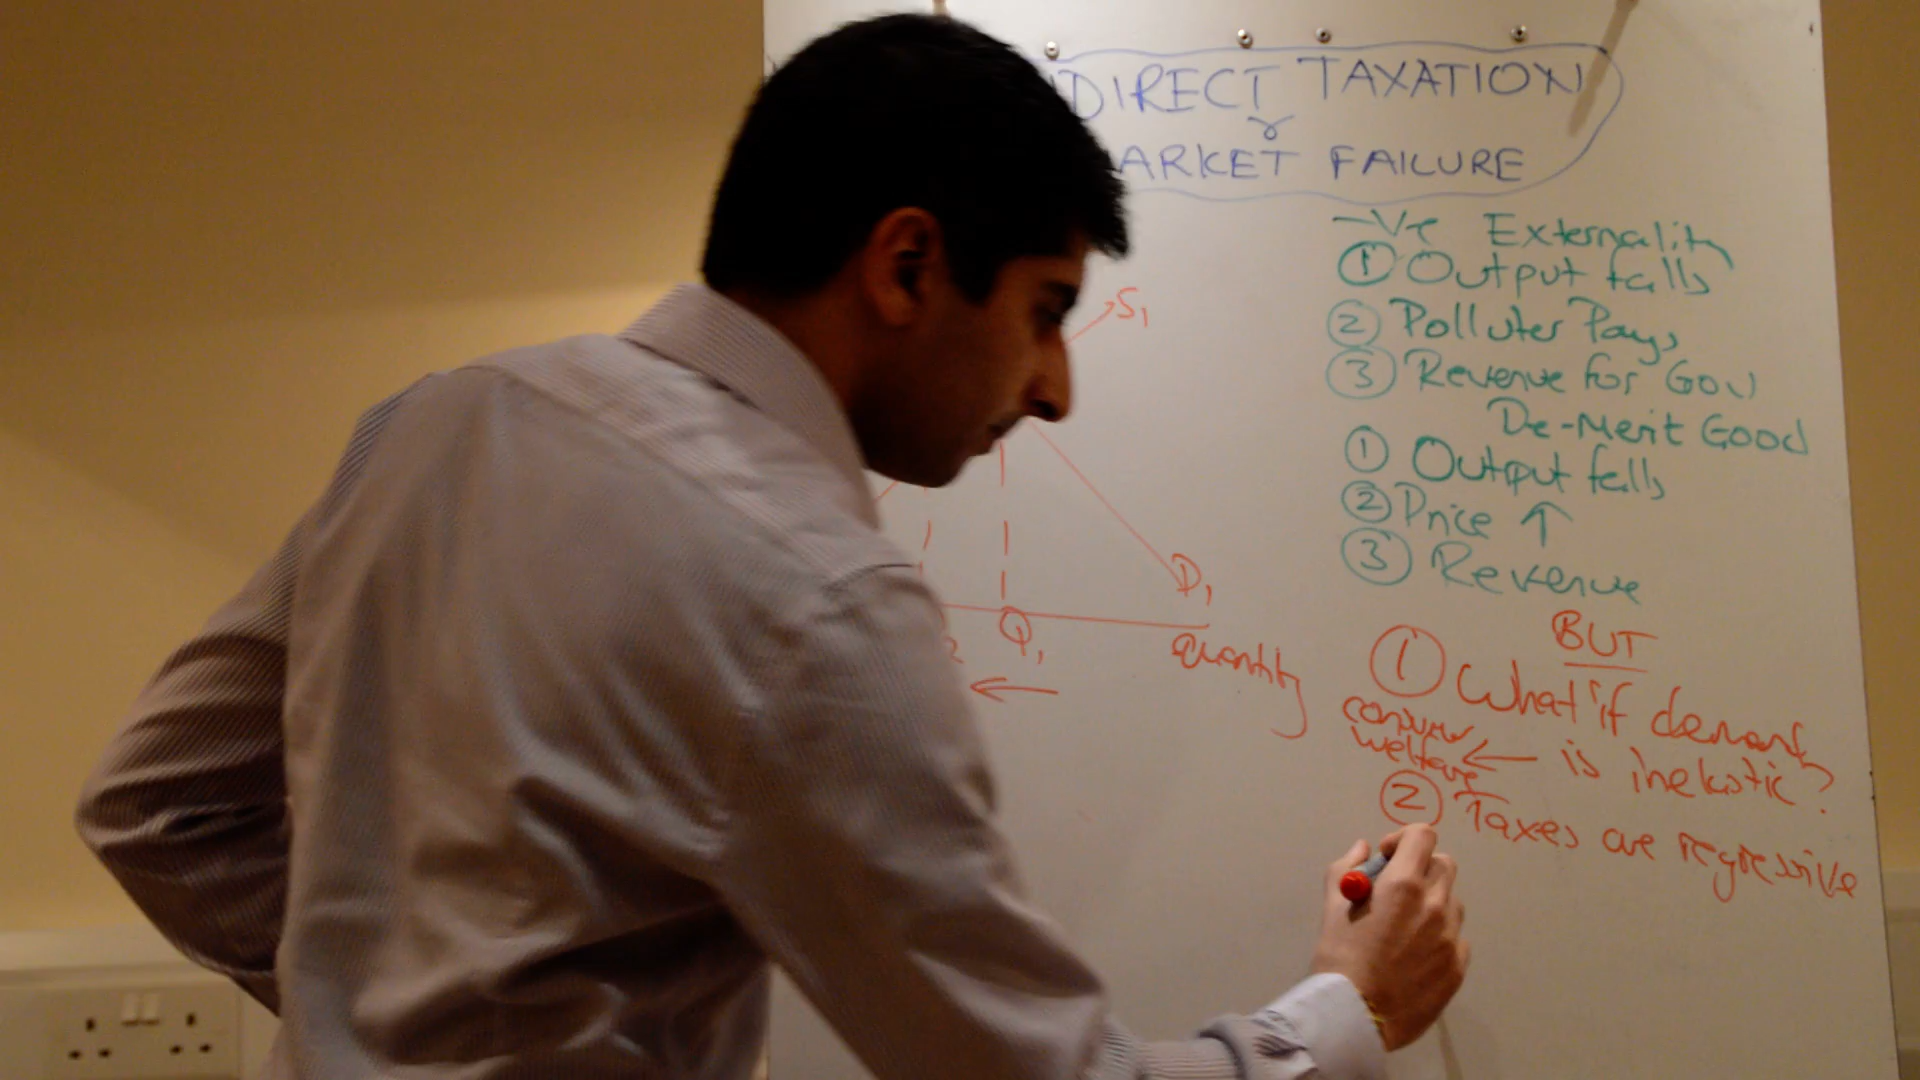 DIRECT TAXATION
&
ARKET FAILURE
-Ve Externality
① Output falls
② Polluter Pays
③ Revenue for Gov
De-Merit Good
① Output falls
② Price ↑
③ Revenue
S1
D1
Q1
Quantity
←
BUT
① What if demand
is inelastic?
consumer ←
welfare
② Taxes are regressive